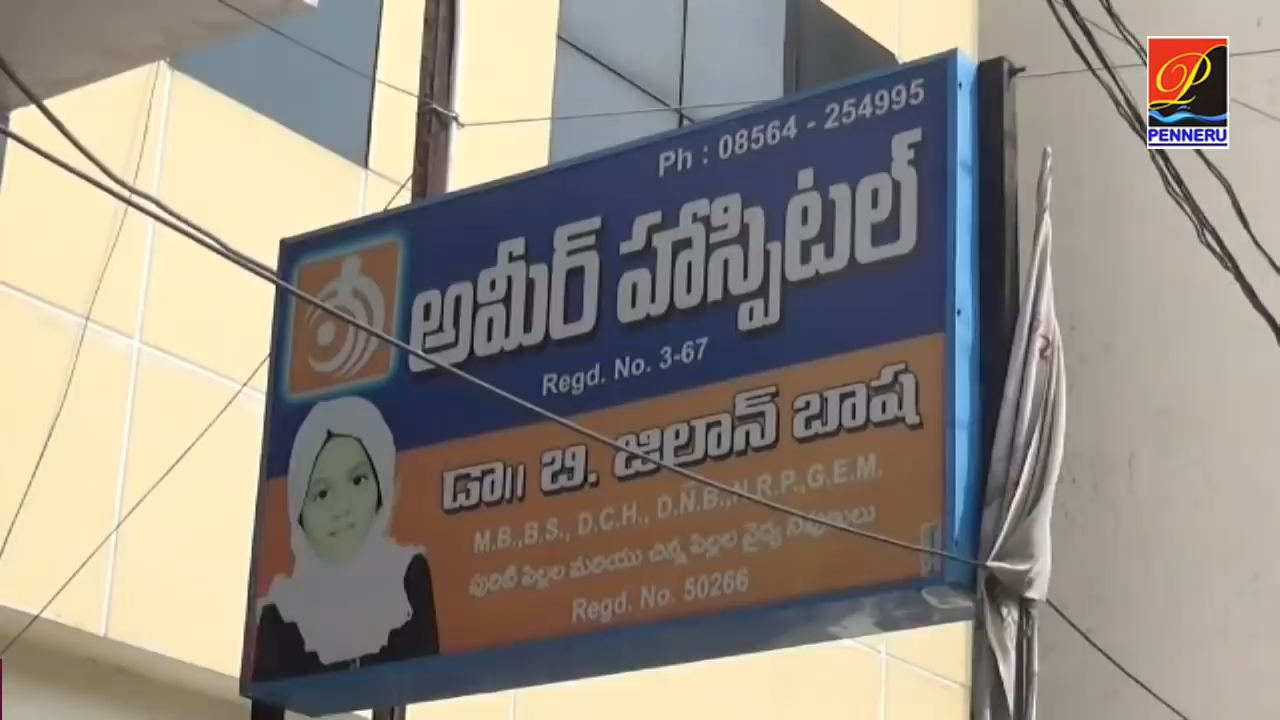 PENNERU
Ph : 08564 - 254995
అమీర్ హాస్పిటల్
Regd. No. 3-67
డా॥ బి. జిలాన్ బాష
M.B.,B.S., D.C.H., D.N.B.,N.R.P.,G.E.M.
పురిటి పిల్లల మరియు చిన్న పిల్లల వైద్య నిపుణులు
Regd. No. 50266